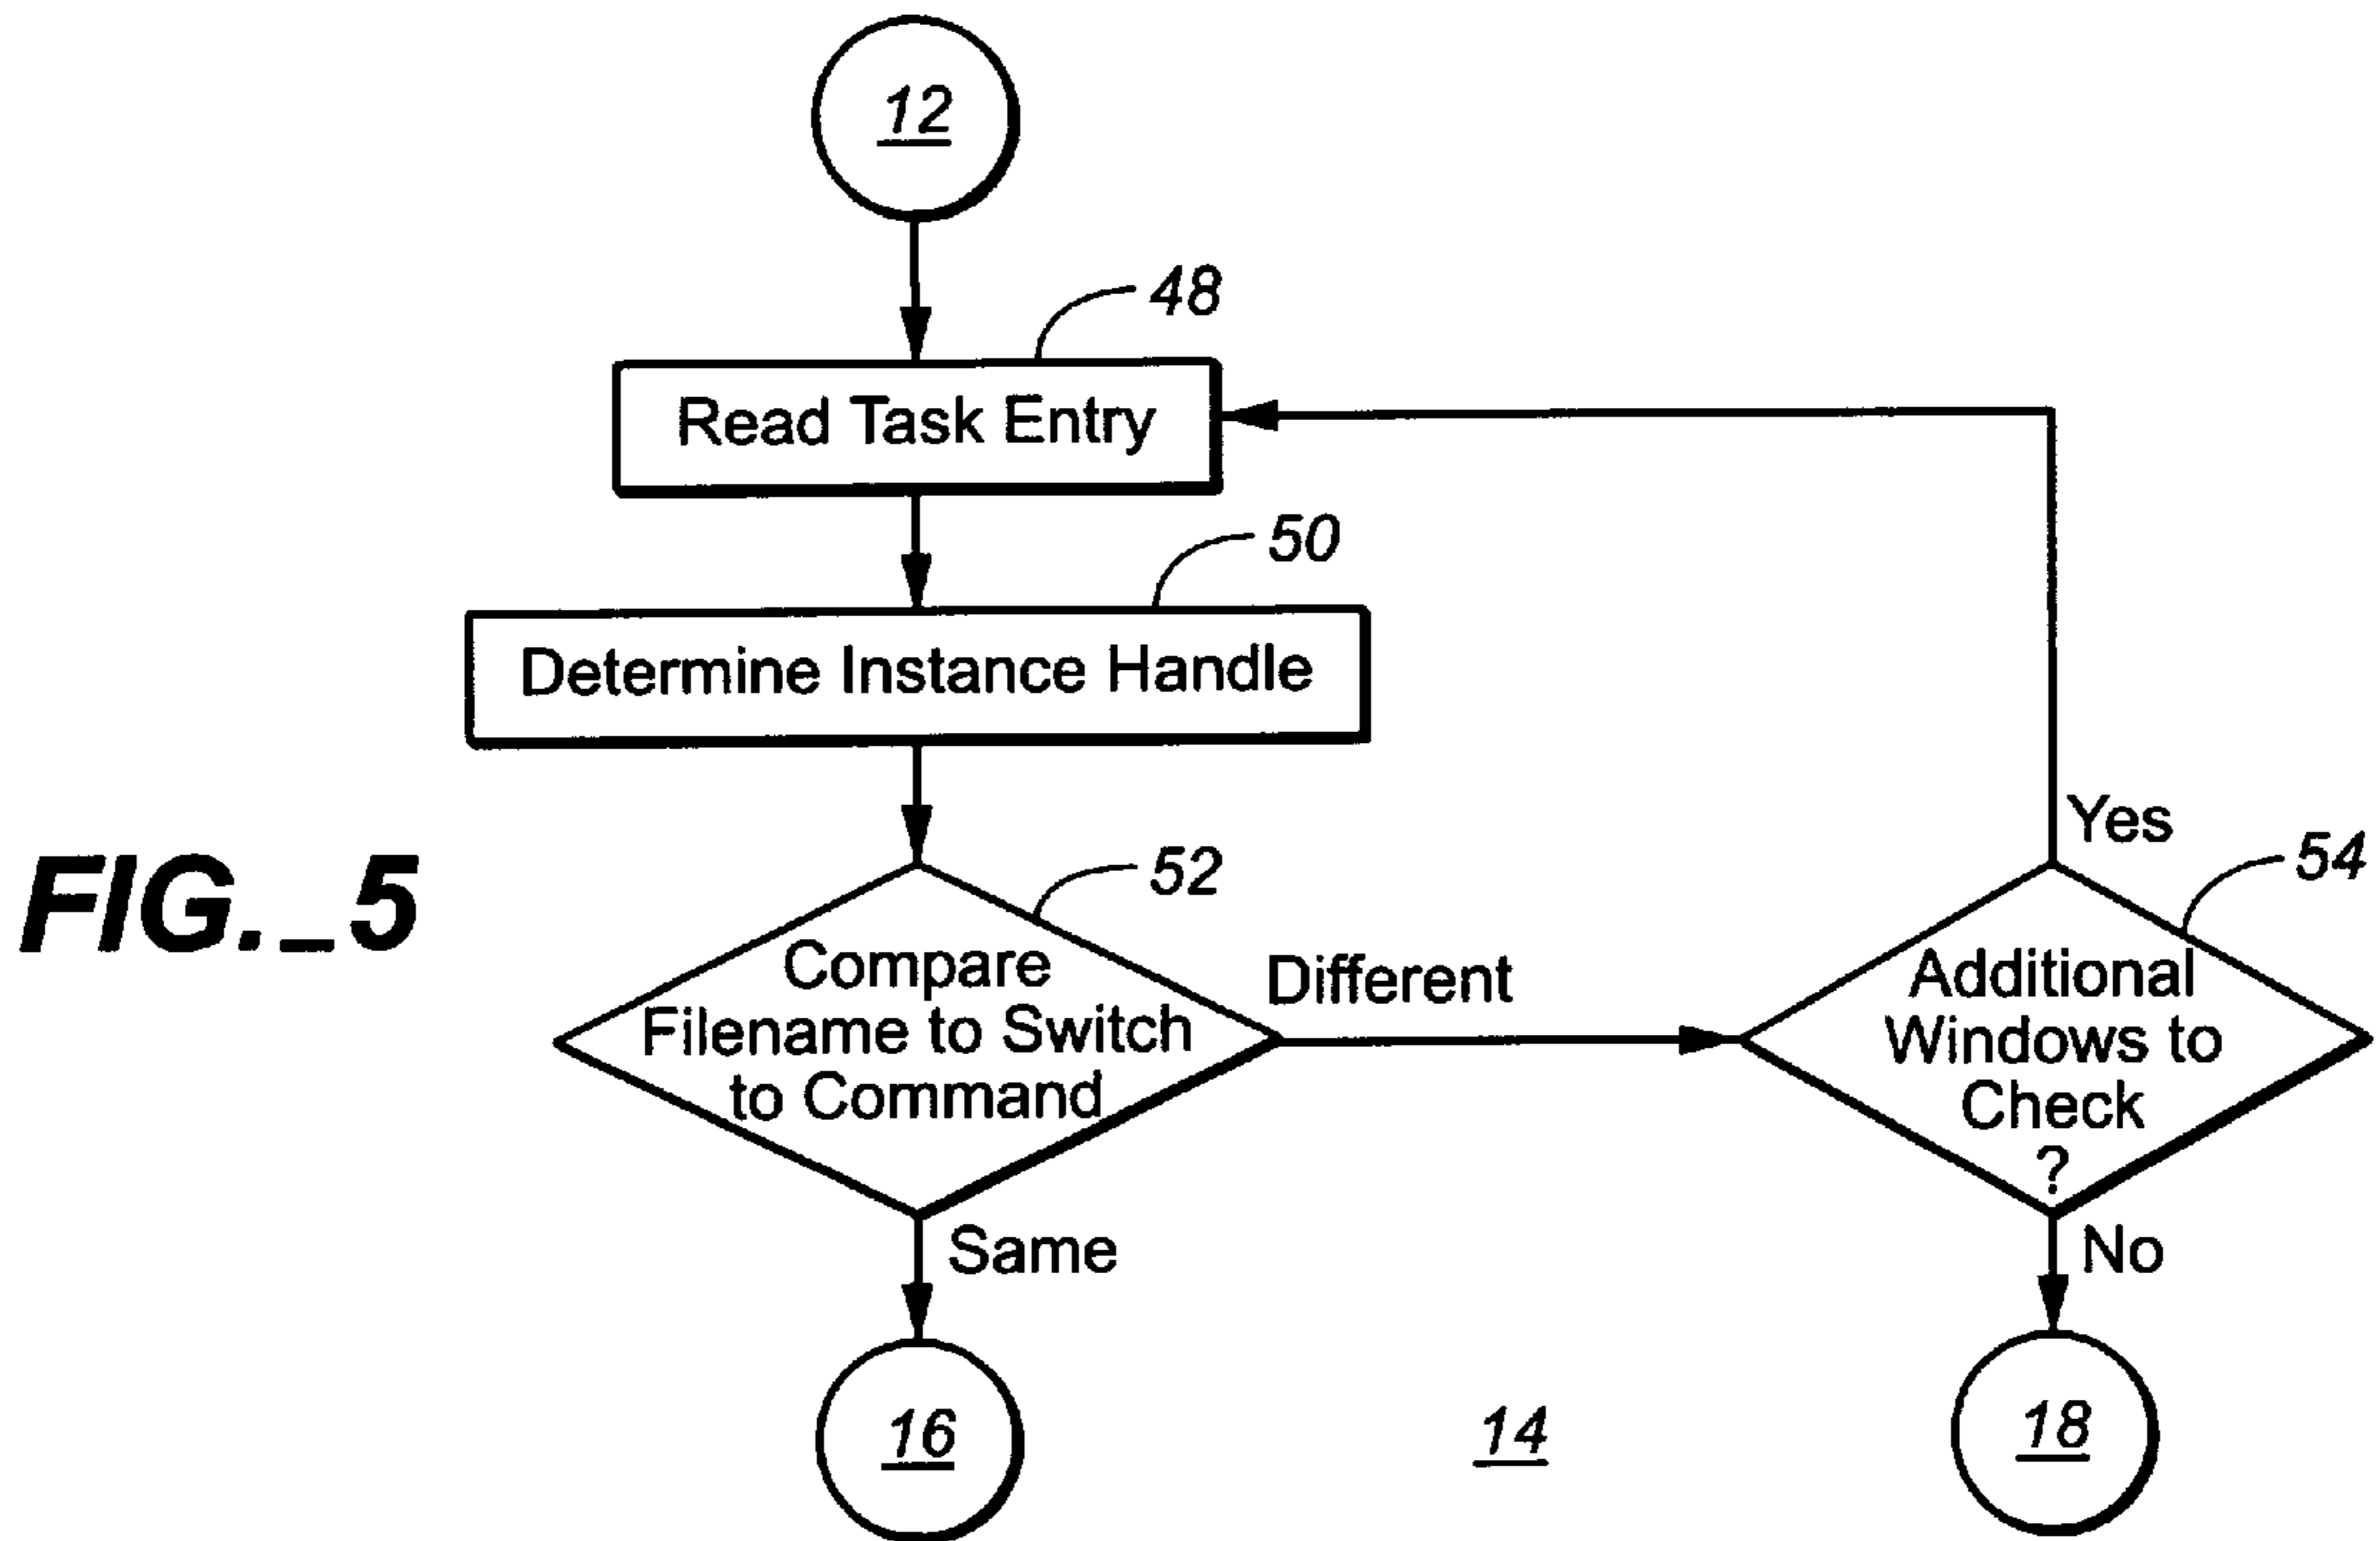 12
48
Read Task Entry
50
Determine Instance Handle
Yes
FIG._5
52
54
Compare
Filename to Switch
to Command
Different
Additional
Windows to
Check
?
Same
No
16
14
18